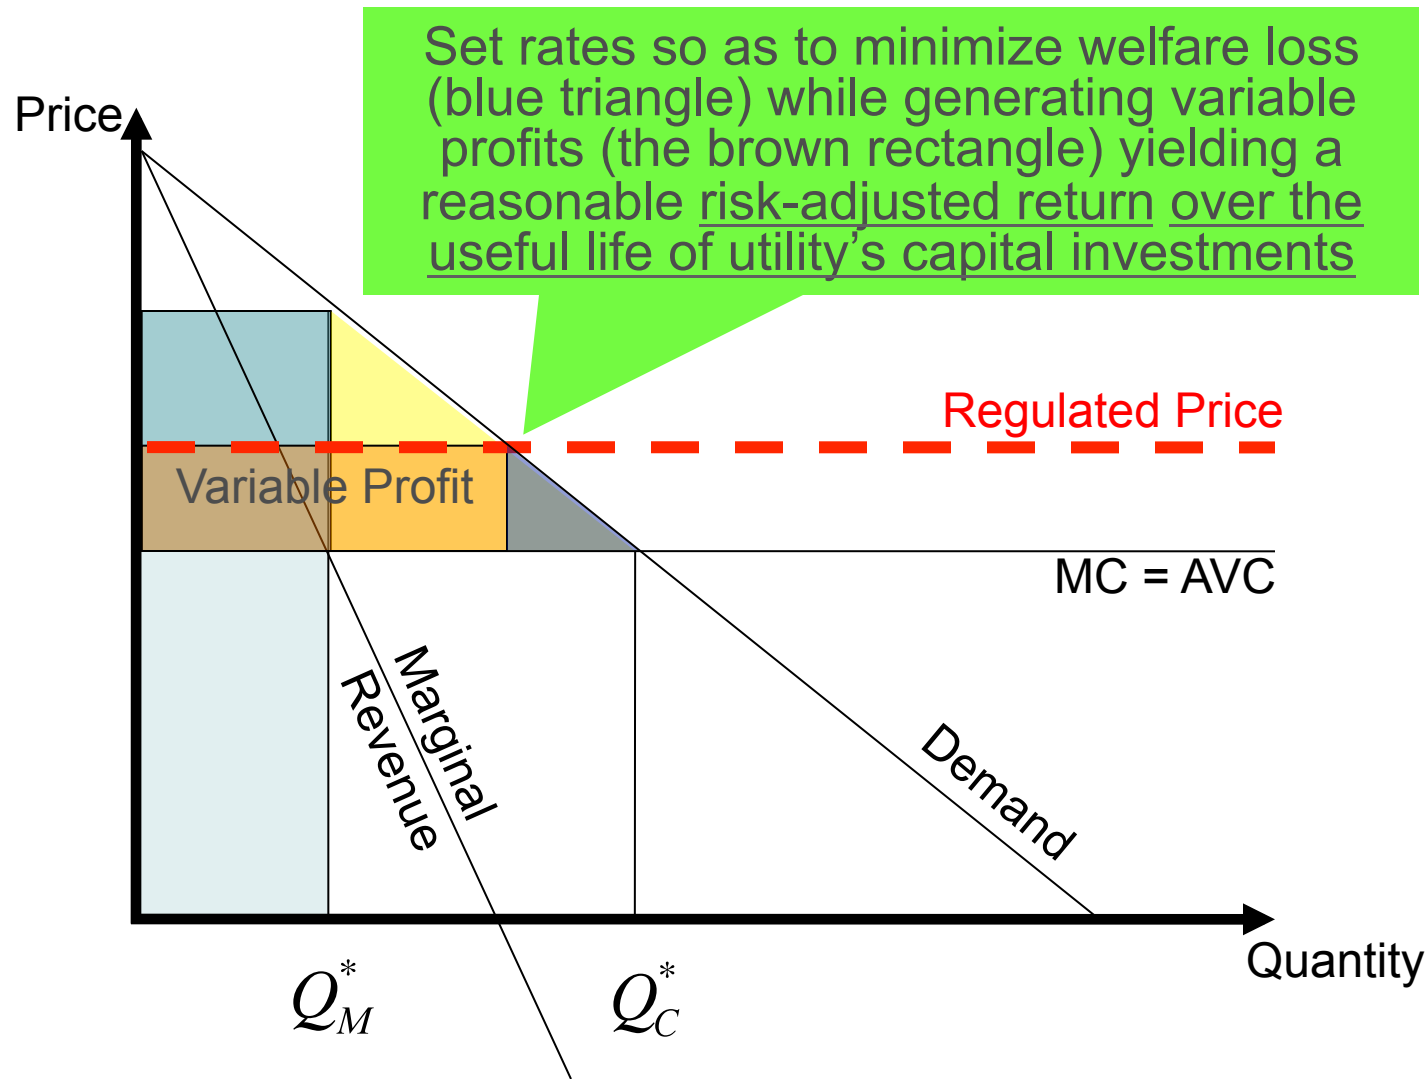 Set rates so as to minimize welfare loss
(blue triangle) while generating variable
profits (the brown rectangle) yielding a
reasonable risk-adjusted return over the
useful life of utility’s capital investments
Price
Regulated Price
Variable Profit
MC = AVC
Marginal
Revenue
Demand
Quantity
Q*M
Q*C